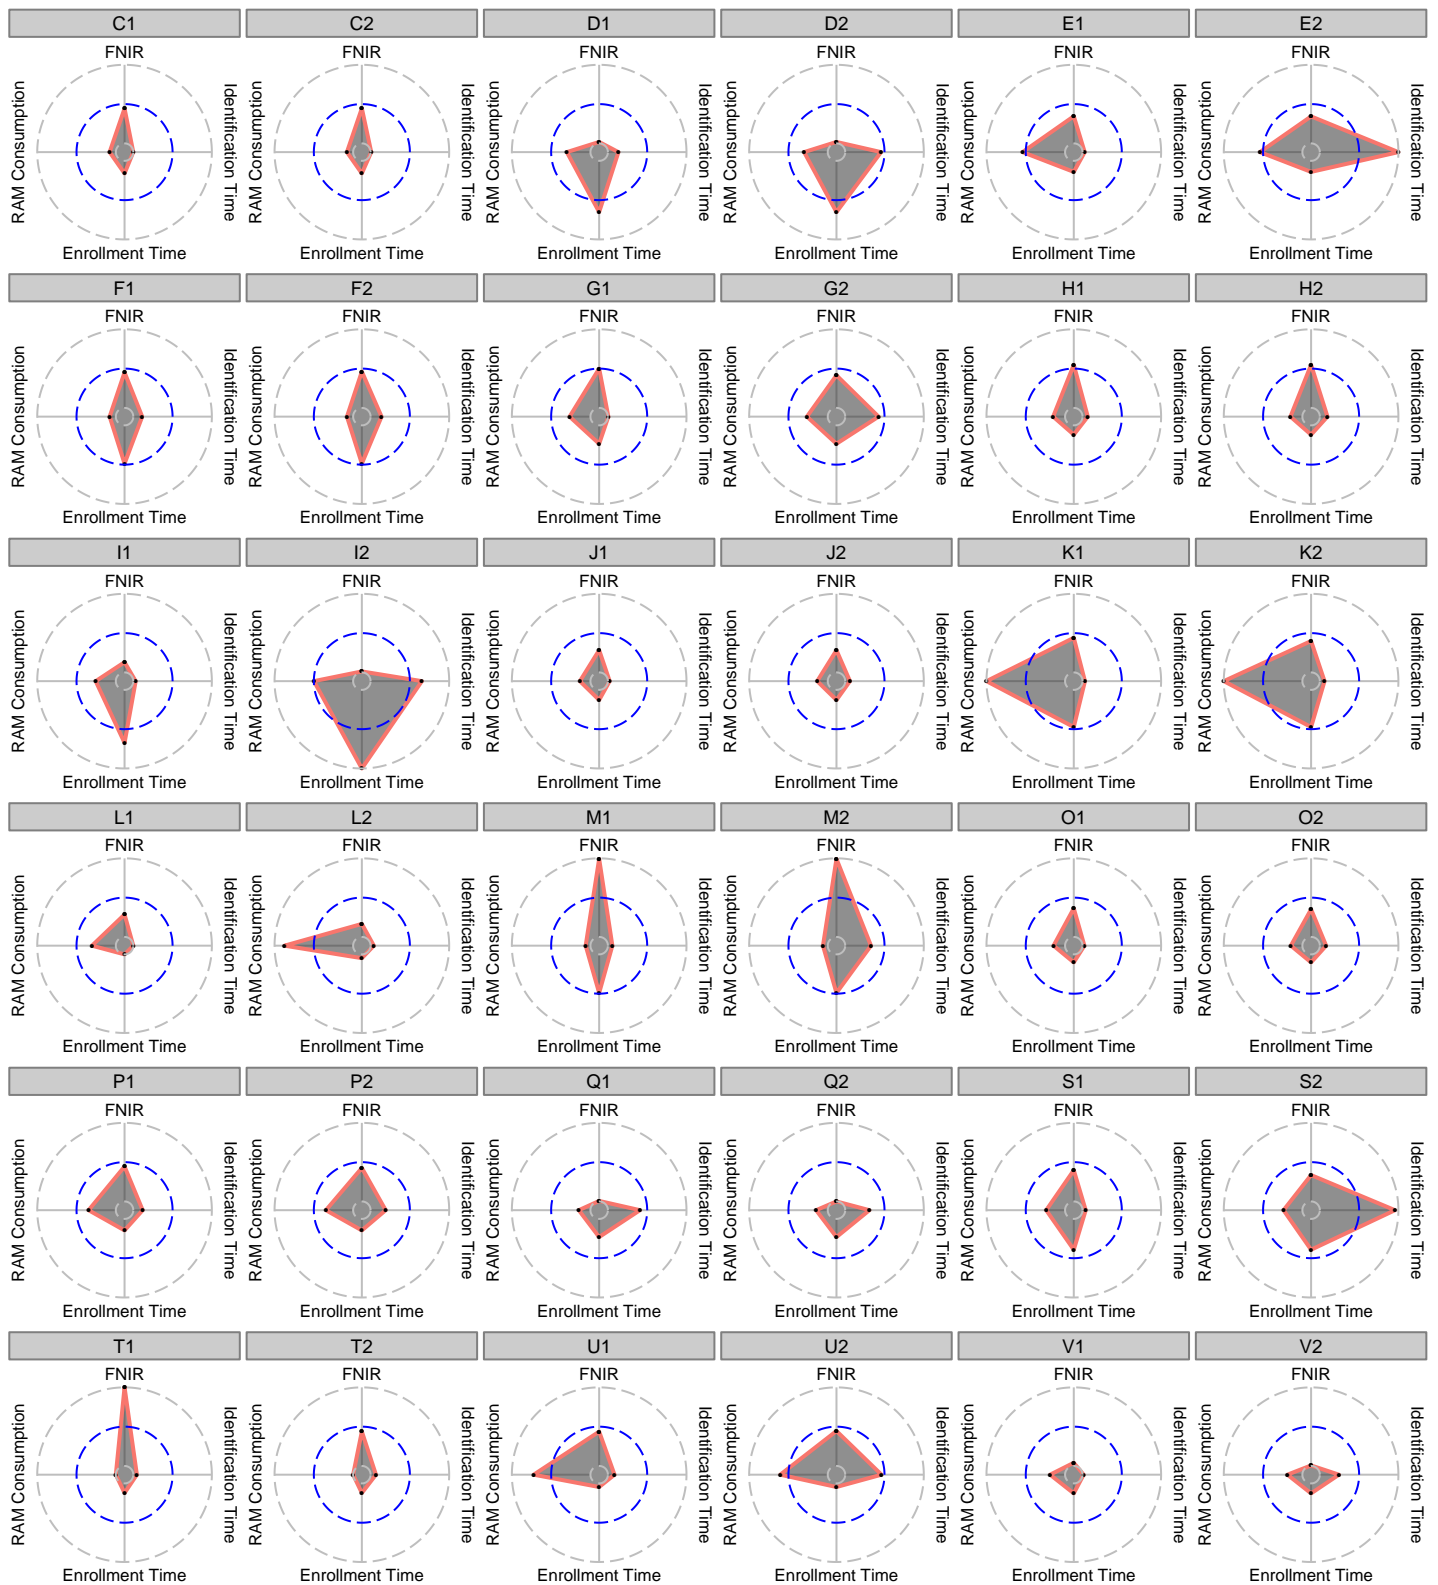 C1 C2 D1 D2 E1 E2
FNIR FNIR FNIR FNIR FNIR FNIR
RAM Consumption Identification Time RAM Consumption Identification Time RAM Consumption Identification Time RAM Consumption Identification Time RAM Consumption Identification Time RAM Consumption Identification Time
Enrollment Time Enrollment Time Enrollment Time Enrollment Time Enrollment Time Enrollment Time
F1 F2 G1 G2 H1 H2
FNIR FNIR FNIR FNIR FNIR FNIR
RAM Consumption Identification Time RAM Consumption Identification Time RAM Consumption Identification Time RAM Consumption Identification Time RAM Consumption Identification Time RAM Consumption Identification Time
Enrollment Time Enrollment Time Enrollment Time Enrollment Time Enrollment Time Enrollment Time
I1 I2 J1 J2 K1 K2
FNIR FNIR FNIR FNIR FNIR FNIR
RAM Consumption Identification Time RAM Consumption Identification Time RAM Consumption Identification Time RAM Consumption Identification Time RAM Consumption Identification Time RAM Consumption Identification Time
Enrollment Time Enrollment Time Enrollment Time Enrollment Time Enrollment Time Enrollment Time
L1 L2 M1 M2 O1 O2
FNIR FNIR FNIR FNIR FNIR FNIR
RAM Consumption Identification Time RAM Consumption Identification Time RAM Consumption Identification Time RAM Consumption Identification Time RAM Consumption Identification Time RAM Consumption Identification Time
Enrollment Time Enrollment Time Enrollment Time Enrollment Time Enrollment Time Enrollment Time
P1 P2 Q1 Q2 S1 S2
FNIR FNIR FNIR FNIR FNIR FNIR
RAM Consumption Identification Time RAM Consumption Identification Time RAM Consumption Identification Time RAM Consumption Identification Time RAM Consumption Identification Time RAM Consumption Identification Time
Enrollment Time Enrollment Time Enrollment Time Enrollment Time Enrollment Time Enrollment Time
T1 T2 U1 U2 V1 V2
FNIR FNIR FNIR FNIR FNIR FNIR
RAM Consumption Identification Time RAM Consumption Identification Time RAM Consumption Identification Time RAM Consumption Identification Time RAM Consumption Identification Time RAM Consumption Identification Time
Enrollment Time Enrollment Time Enrollment Time Enrollment Time Enrollment Time Enrollment Time